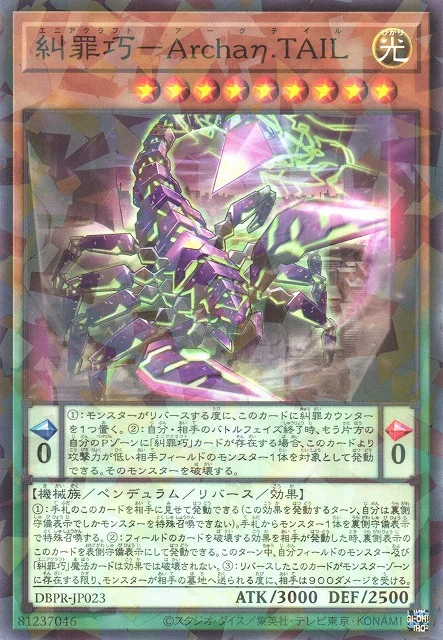 エニアクラフト アークテイル
糾罪巧－Archaη.TAIL
ひかり
光
①：モンスターがリバースする度に、このカードに糾罪カウンター
を1つ置く。②：自分・相手のバトルフェイズ終了時、もう片方の
自分のPゾーンに「糾罪巧」カードが存在する場合、このカードより
攻撃力が低い相手フィールドのモンスター1体を対象として発動
できる。そのモンスターを破壊する。
0
0
【機械族／ペンデュラム／リバース／効果】
①：手札のこのカードを相手に見せて発動できる（この効果を発動するターン、自分は裏側
守備表示でしかモンスターを特殊召喚できない）。手札からモンスター1体を裏側守備表示
で特殊召喚する。②：フィールドのカードを破壊する効果を相手が発動した時、裏側表示の
このカードを表側守備表示にして発動できる。このターン中、自分フィールドのモンスター及び
「糾罪巧」魔法カードは効果では破壊されない。③：リバースしたこのカードがモンスターゾーン
に存在する限り、モンスターが相手の墓地へ送られる度に、相手は900ダメージを受ける。
DBPR-JP023
ATK/3000 DEF/2500
81237046
©スタジオ・ダイス／集英社・テレビ東京・KONAMI